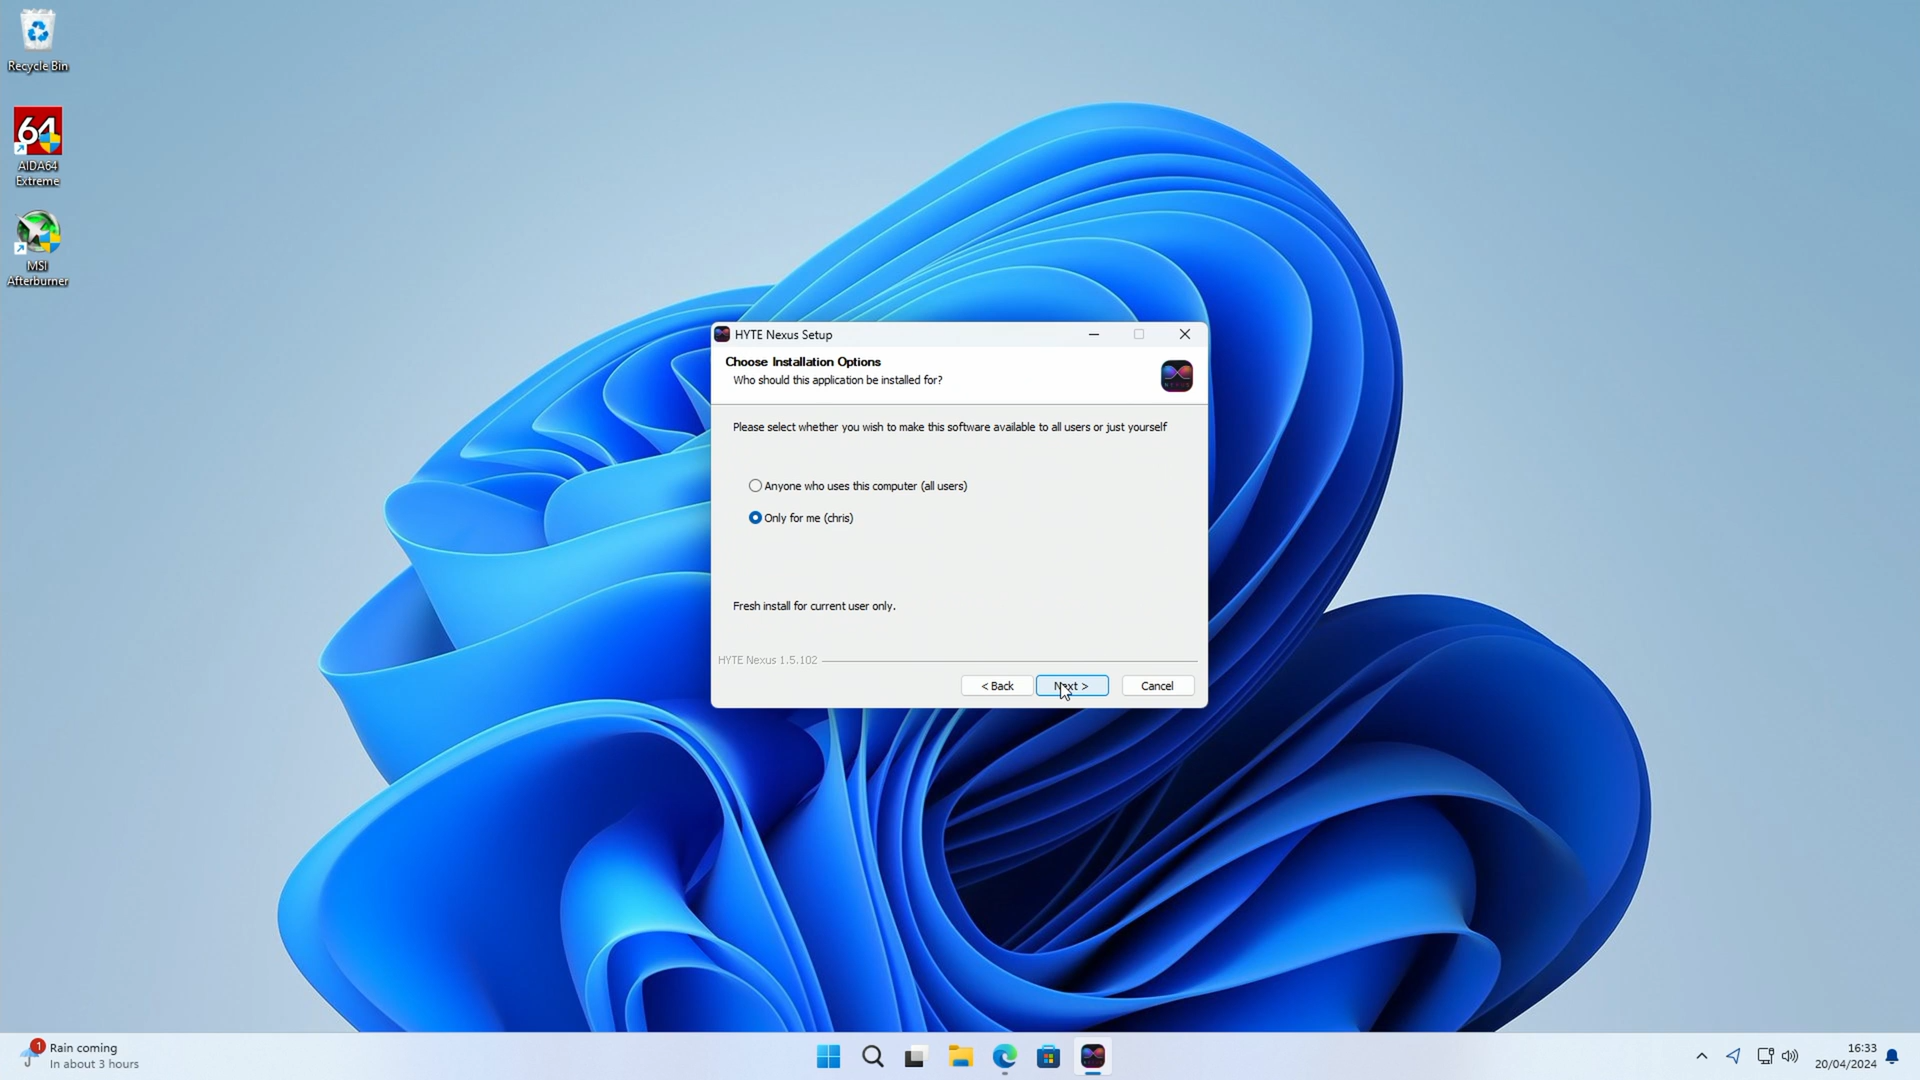 Recycle Bin
64
AIDA64
Extreme
MSI
Afterburner
HYTE Nexus Setup
Choose Installation Options
Who should this application be installed for?
Please select whether you wish to make this software available to all users or just yourself
Anyone who uses this computer (all users)
Only for me (chris)
Fresh install for current user only.
HYTE Nexus 1.5.102
< Back
Next >
Cancel
1
Rain coming
In about 3 hours
16:33
20/04/2024